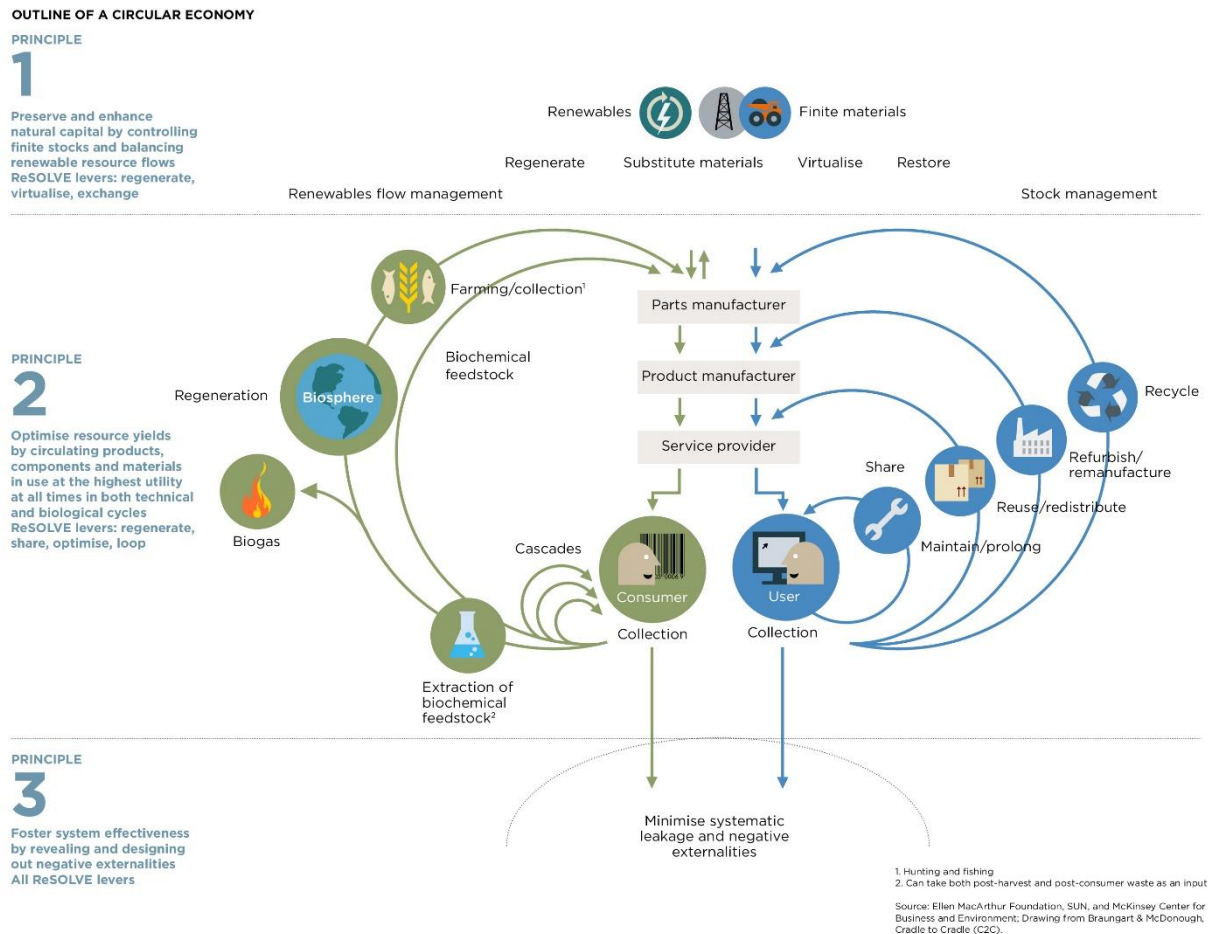 OUTLINE OF A CIRCULAR ECONOMY
PRINCIPLE
1
Preserve and enhance
natural capital by controlling
finite stocks and balancing
renewable resource flows
ReSOLVE levers: regenerate,
virtualise, exchange
Renewables
Finite materials
Regenerate
Substitute materials
Virtualise
Restore
Renewables flow management
Stock management
PRINCIPLE
2
Optimise resource yields
by circulating products,
components and materials
in use at the highest utility
at all times in both technical
and biological cycles
ReSOLVE levers: regenerate,
share, optimise, loop
Farming/collection¹
Biochemical
feedstock
Regeneration
Biosphere
Biogas
Cascades
Extraction of
biochemical
feedstock²
Parts manufacturer
Product manufacturer
Service provider
Consumer
Collection
User
Collection
Share
Maintain/prolong
Reuse/redistribute
Refurbish/
remanufacture
Recycle
PRINCIPLE
3
Foster system effectiveness
by revealing and designing
out negative externalities
All ReSOLVE levers
Minimise systematic
leakage and negative
externalities
1. Hunting and fishing
2. Can take both post-harvest and post-consumer waste as an input
Source: Ellen MacArthur Foundation, SUN, and McKinsey Center for
Business and Environment; Drawing from Braungart & McDonough,
Cradle to Cradle (C2C).